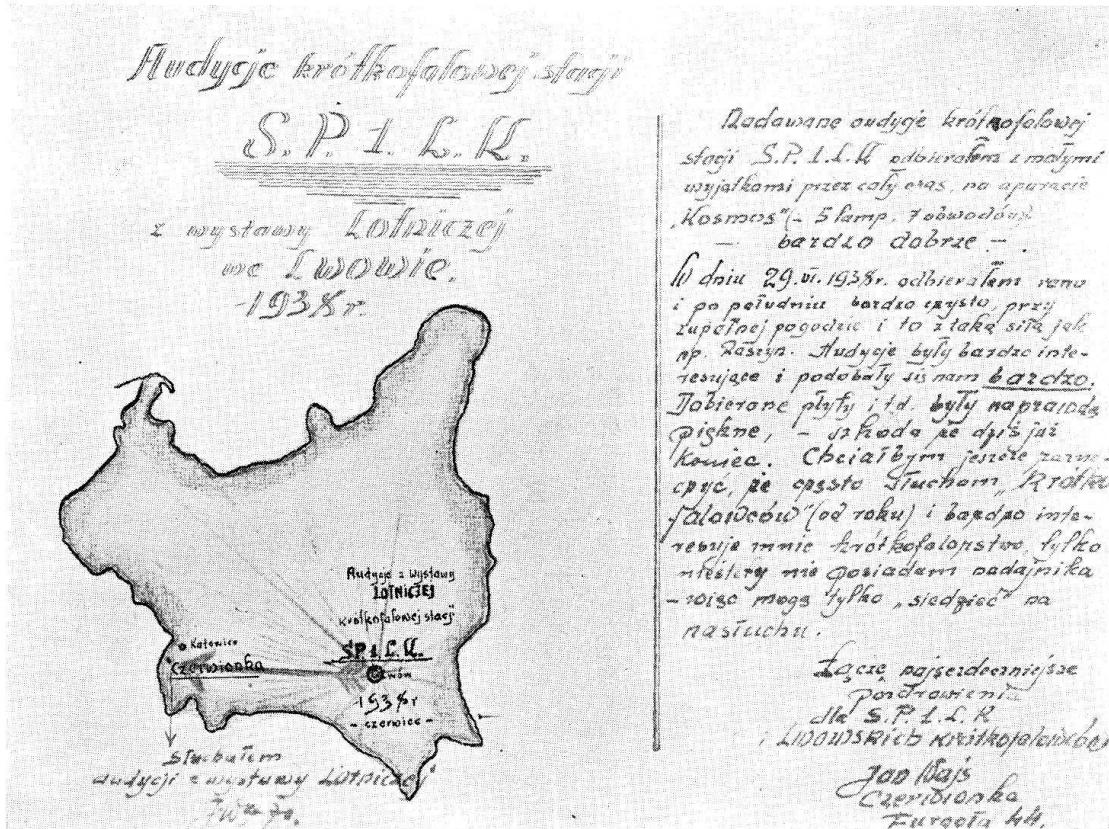 Audycje krótkofalowej stacji
S.P.1.L.K.
z wystawy Lotniczej
we Lwowie.
-1938 r.
Audycje z Wystawy
LOTNICZEJ
krótkofalowej stacji
SP.1.L.K.
Lwów
1938 r
- czerwiec -
Katowice
Czerwionka
Słuchałem
audycji z wystawy Lotniczej
Nadawane audycje krótkofalowej
stacji S.P.1.L.K odbierałem z małymi
wyjątkami przez cały czas, na aparacie
„Kosmos" (- 5 lamp, 7 obwodów)
- bardzo dobrze -
W dniu 29.VI.1938r. odbierałem rano
i po południu bardzo czysto, przy
zupełnej pogodzie i to z taką siłą jak
np. Raszyn. Audycje były bardzo inte-
resujące i podobały się nam bardzo.
Dobierane płyty i t.d. były naprawdę
piękne, - szkoda że dziś już
koniec. Chciałbym jeszcze zazna-
czyć, że często słucham „Krótko
falowców" (od roku) i bardzo inte-
resuje mnie krótkofalarstwo, tylko
niestety nie posiadam nadajnika
- więc mogę tylko „siedzieć" na
nasłuchu.
Łączę najserdeczniejsze
Pozdrowienia
dla S.P.1.L.K
i Lwowskich krótkofalowców
Jan Wajs
Czerwionka
Furgoła 44.